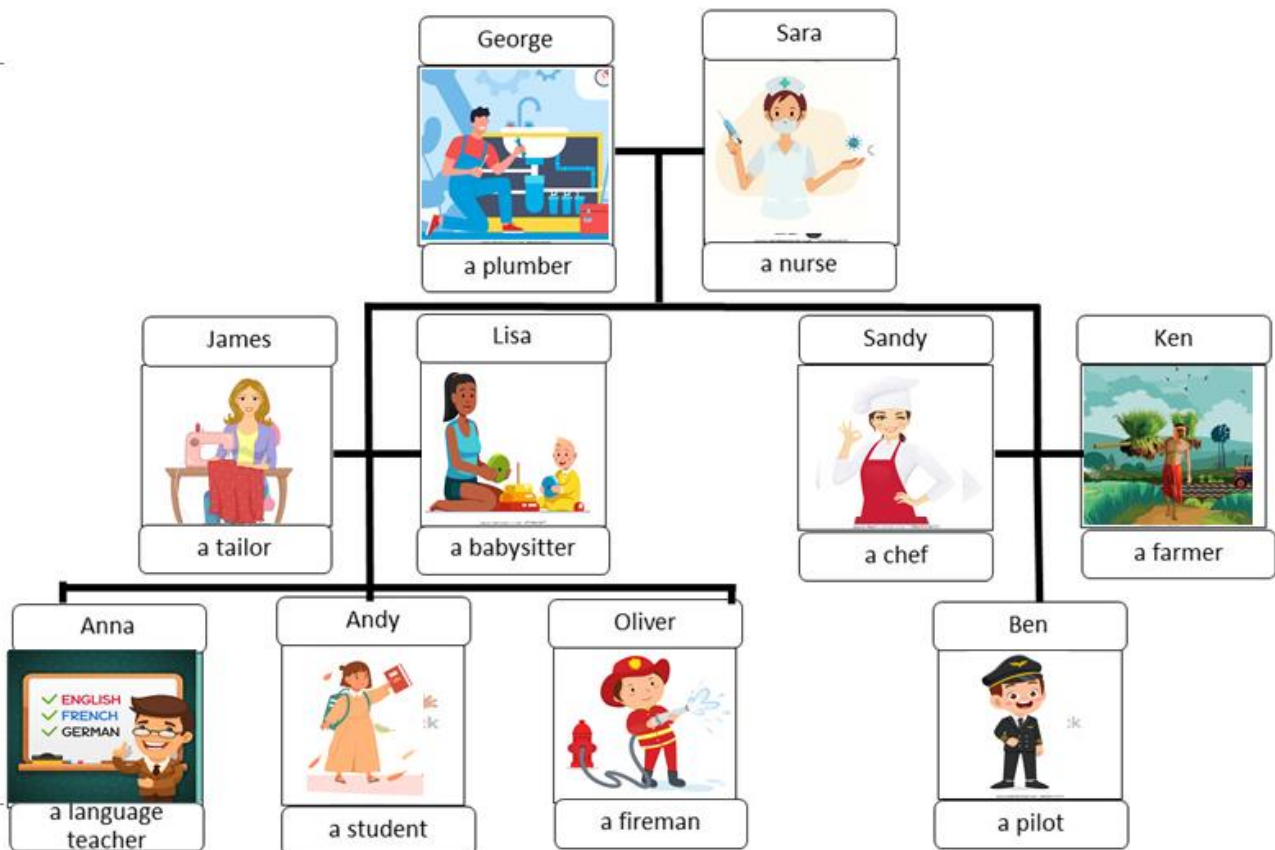 George
Sara
a plumber
a nurse
James
Lisa
Sandy
Ken
a tailor
a babysitter
a chef
a farmer
Anna
Andy
Oliver
Ben
ENGLISH
FRENCH
GERMAN
:k
:k
a language
teacher
a student
a fireman
a pilot